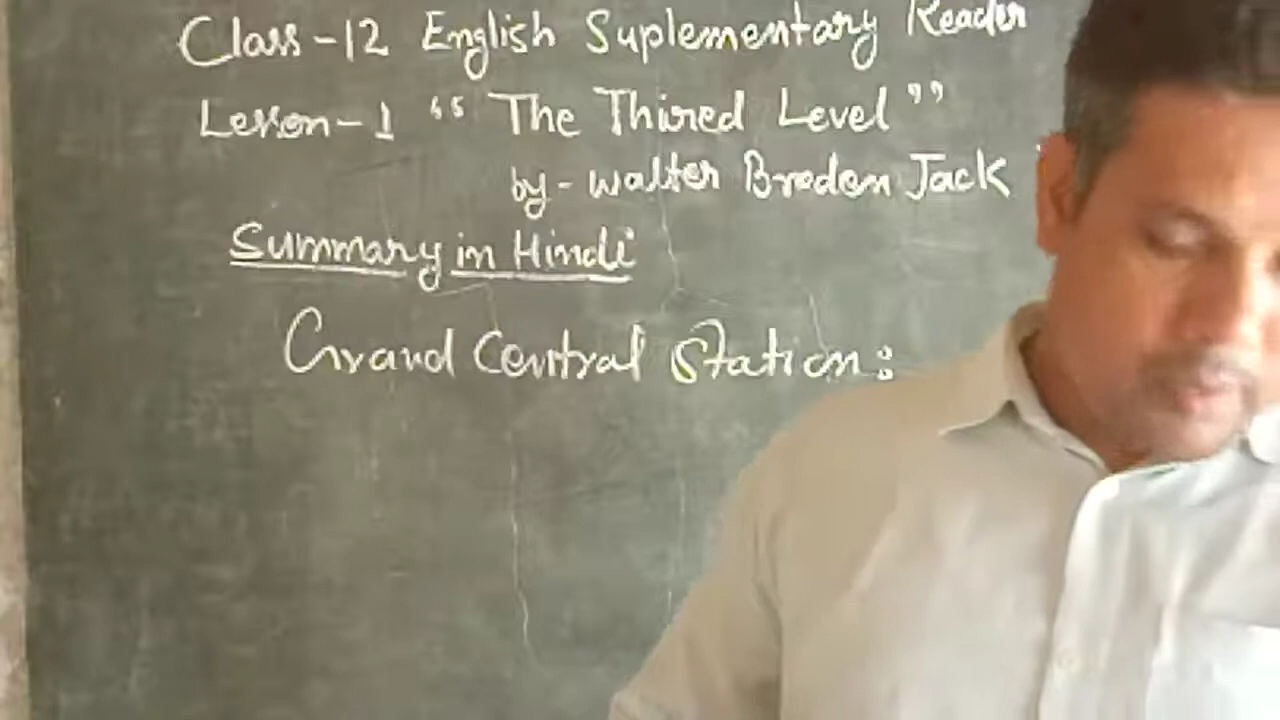 Class-12 English Suplementary Reader
Lesson-1 “ The Thired Level ”
by- Walter Breden Jack
Summary in Hindi
Grand Central Station: